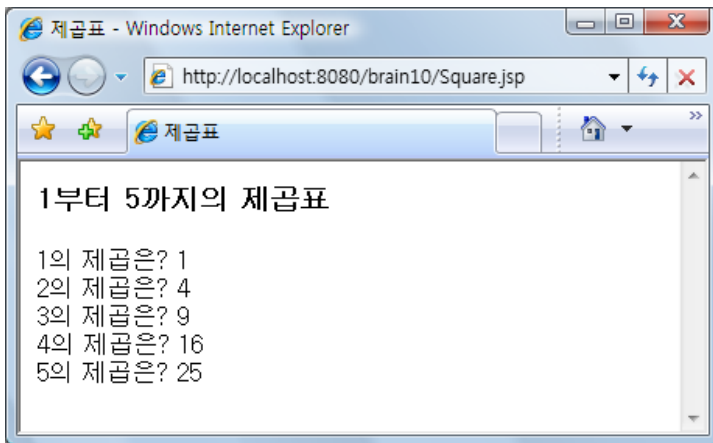 제곱표 - Windows Internet Explorer
http://localhost:8080/brain10/Square.jsp
제곱표
1부터 5까지의 제곱표
1의 제곱은? 1
2의 제곱은? 4
3의 제곱은? 9
4의 제곱은? 16
5의 제곱은? 25